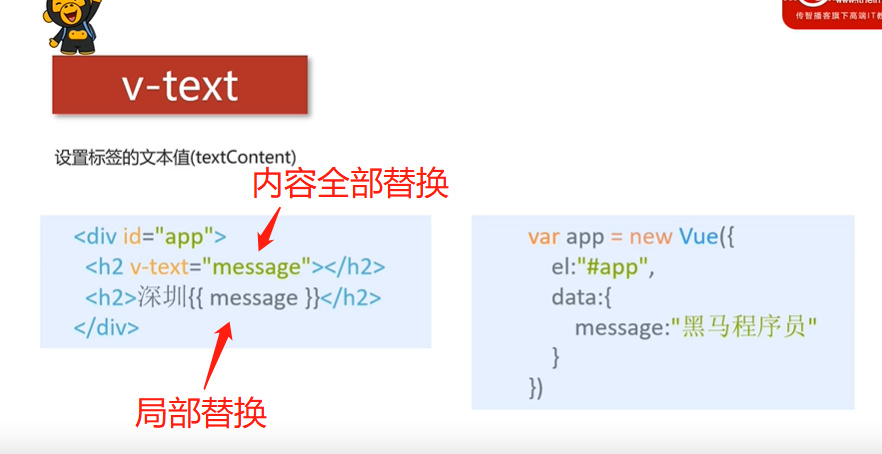 传智播客旗下高端IT教
v-text
设置标签的文本值(textContent)
内容全部替换
<div id="app">
<h2 v-text="message"></h2>
<h2>深圳{{ message }}</h2>
</div>
局部替换
var app = new Vue({
el:"#app",
data:{
message:"黑马程序员"
}
})